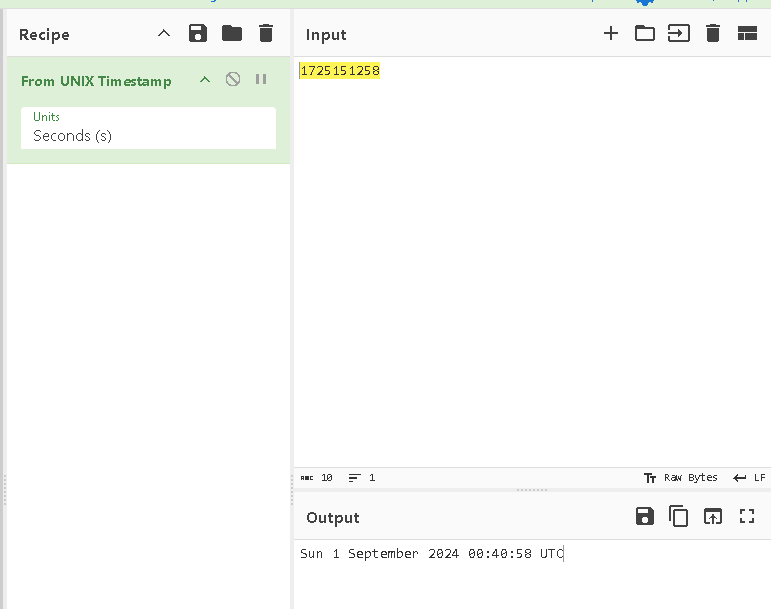 Recipe
From UNIX Timestamp
Units
Seconds (s)
Input
1725151258
ABC 10
1
Tт Raw Bytes
LF
Output
Sun 1 September 2024 00:40:58 UTC